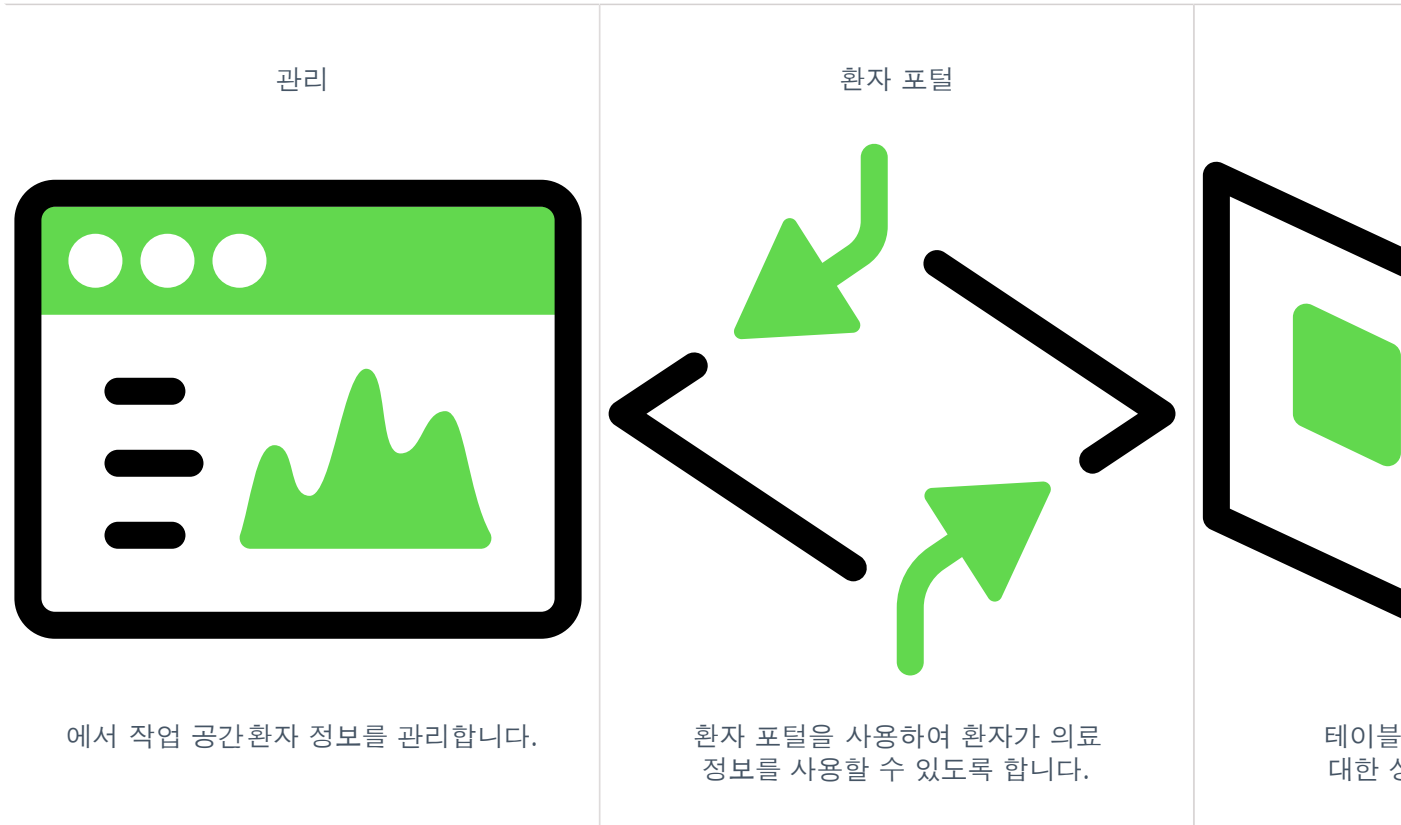 관리
환자 포털
에서 작업 공간환자 정보를 관리합니다.
환자 포털을 사용하여 환자가 의료
정보를 사용할 수 있도록 합니다.
테이블
대한